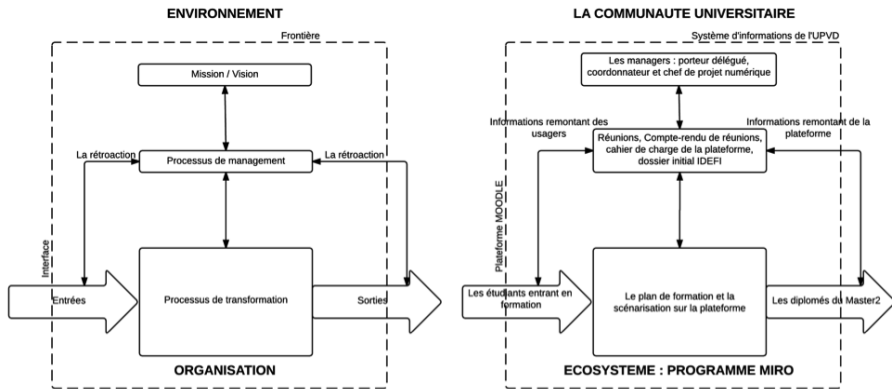 ENVIRONNEMENT
Frontière
Mission / Vision
La rétroaction
Processus de management
La rétroaction
Interface
Entrées
Processus de transformation
Sorties
ORGANISATION
LA COMMUNAUTE UNIVERSITAIRE
Système d'informations de l'UPVD
Les managers : porteur délégué,
coordonnateur et chef de projet numérique
Informations remontant des
usagers
Informations remontant de la
plateforme
Réunions, Compte-rendu de réunions,
cahier de charge de la plateforme,
dossier initial IDEFI
Plateforme MOODLE
Les étudiants entrant en
formation
Le plan de formation et la
scénarisation sur la plateforme
Les diplomés du Master2
ECOSYSTEME : PROGRAMME MIRO